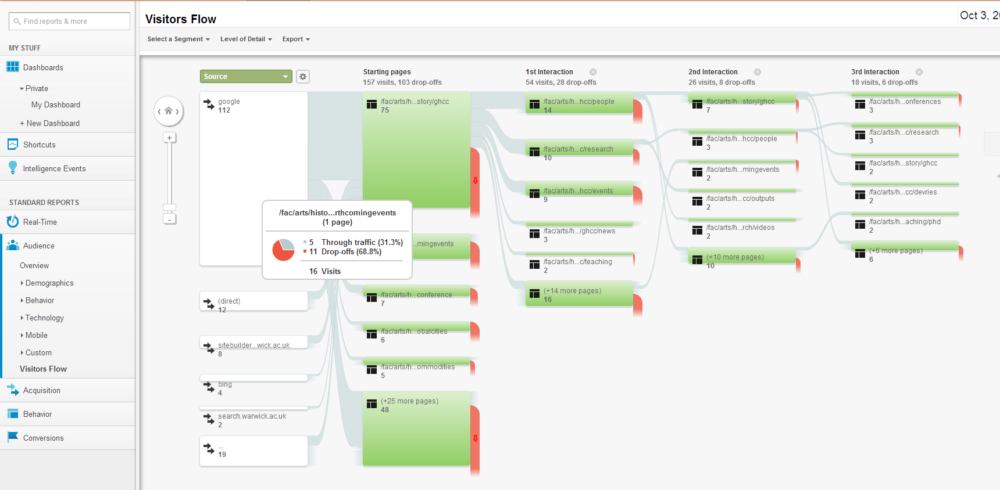 Find reports & more
MY STUFF
Dashboards
Private
My Dashboard
+ New Dashboard
Shortcuts
Intelligence Events
STANDARD REPORTS
Real-Time
Audience
Overview
Demographics
Behavior
Technology
Mobile
Custom
Visitors Flow
Acquisition
Behavior
Conversions
Visitors Flow
Oct 3, 2
Select a Segment
Level of Detail
Export
Source
google
112
(direct)
12
sitebuilder...wick.ac.uk
8
bing
4
search.warwick.ac.uk
2
...
19
Starting pages
157 visits, 103 drop-offs
/fac/arts/h...story/ghcc
75
...mingevents
/fac/arts/h...conference
7
/fac/arts/h...obalcities
6
/fac/arts/h...ommodities
5
(+25 more pages)
48
/fac/arts/histo...rthcomingevents
(1 page)
5 Through traffic (31.3%)
11 Drop-offs (68.8%)
16 Visits
1st Interaction
54 visits, 28 drop-offs
/fac/arts/h...hcc/people
14
/fac/arts/h...c/research
10
/fac/arts/h...hcc/events
9
/fac/arts/h.../ghcc/news
3
/fac/arts/h...c/teaching
2
(+14 more pages)
16
2nd Interaction
26 visits, 8 drop-offs
/fac/arts/h...story/ghcc
7
/fac/arts/h...hcc/people
3
/fac/arts/h...mingevents
2
/fac/arts/h...cc/outputs
2
/fac/arts/h...rch/videos
2
(+10 more pages)
10
3rd Interaction
18 visits, 6 drop-offs
/fac/arts/h...onferences
3
/fac/arts/h...c/research
3
/fac/arts/h...story/ghcc
2
/fac/arts/h...cc/devries
2
/fac/arts/h...aching/phd
2
(+6 more pages)
6